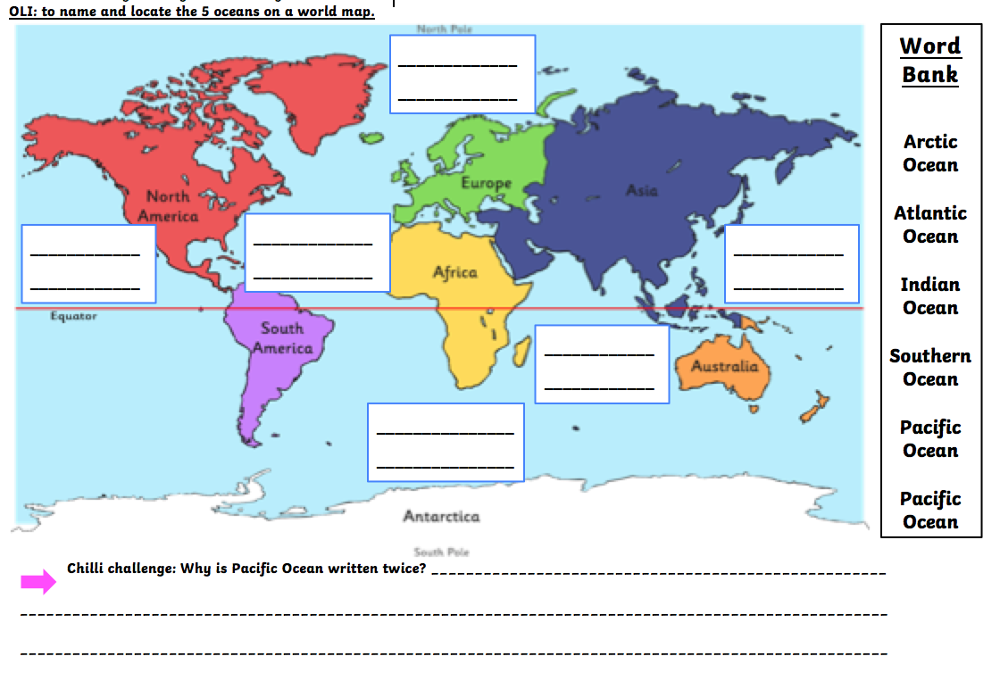 OLI: to name and locate the 5 oceans on a world map.
North Pole
North
America
Europe
Asia
Africa
Equator
South
America
Australia
Antarctica
South Pole
Word
Bank
Arctic
Ocean
Atlantic
Ocean
Indian
Ocean
Southern
Ocean
Pacific
Ocean
Pacific
Ocean
Chilli challenge: Why is Pacific Ocean written twice?